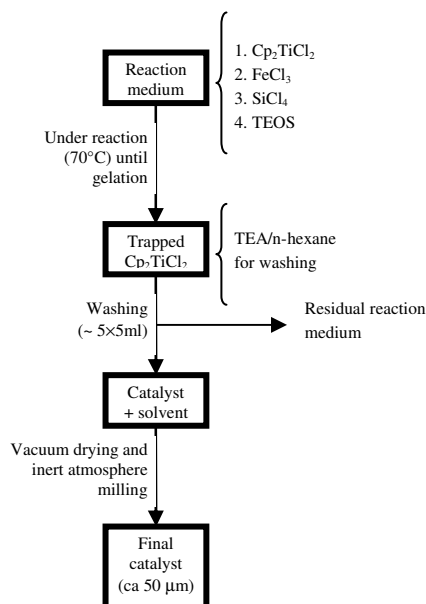 1. Cp₂TiCl₂
2. FeCl₃
3. SiCl₄
4. TEOS
Reaction
medium
Under reaction
(70°C) until
gelation
Trapped
Cp₂TiCl₂
TEA/n-hexane
for washing
Washing
(~ 5×5ml)
Residual reaction
medium
Catalyst
+ solvent
Vacuum drying and
inert atmosphere
milling
Final
catalyst
(ca 50 μm)